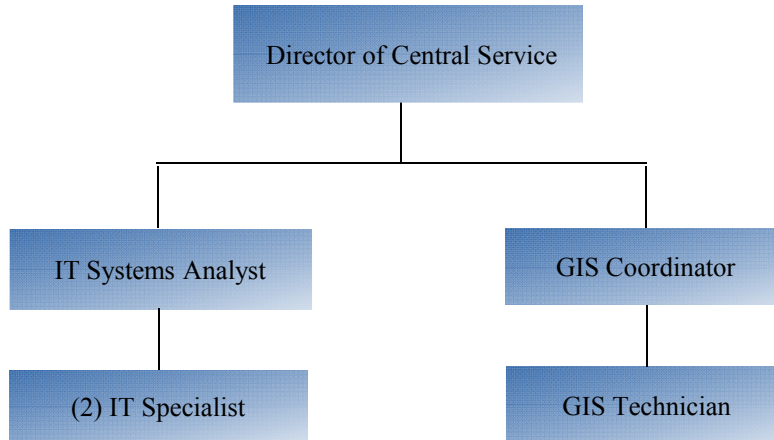 Director of Central Service
IT Systems Analyst
GIS Coordinator
(2) IT Specialist
GIS Technician